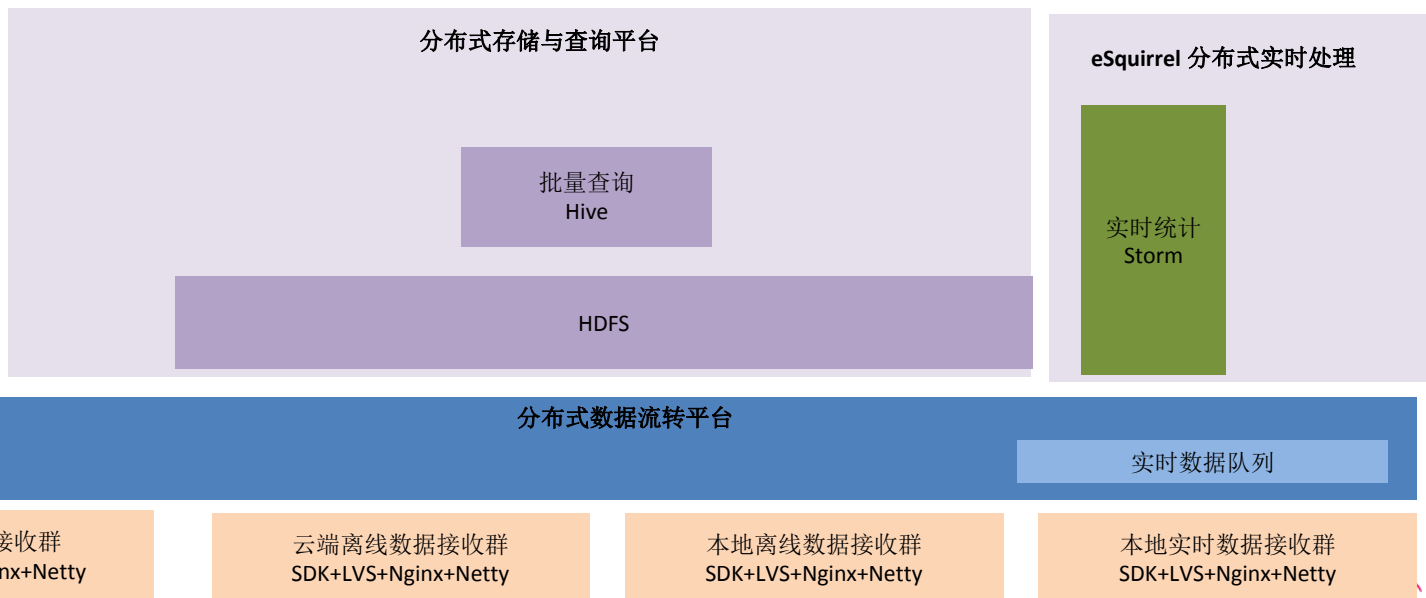 分布式存储与查询平台
eSquirrel 分布式实时处理
批量查询
Hive
实时统计
Storm
HDFS
分布式数据流转平台
实时数据队列
接收群
nx+Netty
云端离线数据接收群
SDK+LVS+Nginx+Netty
本地离线数据接收群
SDK+LVS+Nginx+Netty
本地实时数据接收群
SDK+LVS+Nginx+Netty